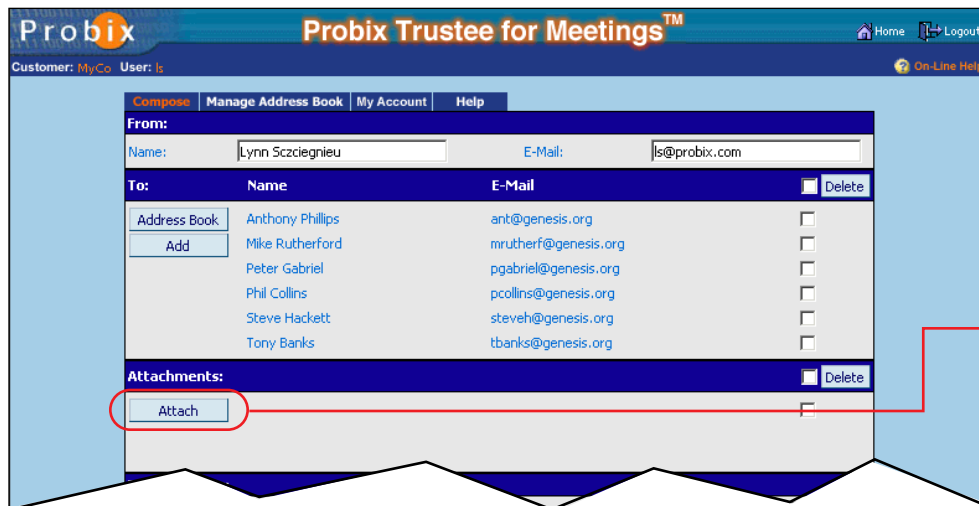 Probix
Probix Trustee for Meetings™
Home Logout
Customer: MyCo User: ls
On-Line Help
Compose Manage Address Book My Account Help
From:
Name: Lynn Szczciegnieu E-Mail: ls@probix.com
To: Name E-Mail Delete
Address Book Anthony Phillips ant@genesis.org
Add Mike Rutherford mrutherf@genesis.org
Peter Gabriel pgabriel@genesis.org
Phil Collins pcollins@genesis.org
Steve Hackett steveh@genesis.org
Tony Banks tbanks@genesis.org
Attachments: Delete
Attach